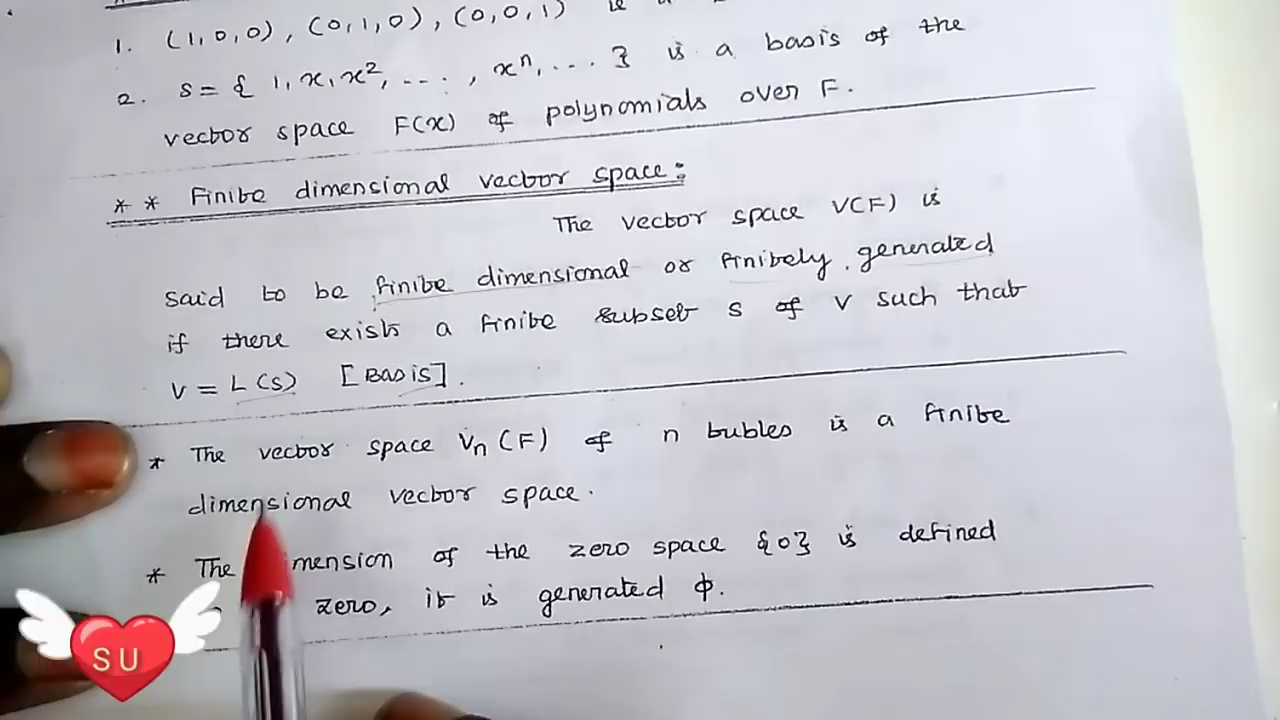 1. (1,0,0), (0,1,0), (0,0,1) is a
2. S = { 1, x, x², ...., xⁿ, ... } is a basis of the
vector space F(x) of polynomials over F.
** Finite dimensional vector space:
The vector space V(F) is
said to be finite dimensional or finitely generated
if there exists a finite subset S of V such that
V = L(S) [Basis].
* The vector space Vₙ(F) of n tubles is a finite
dimensional vector space.
* The dimension of the zero space {0} is defined
zero, it is generated φ.
SU